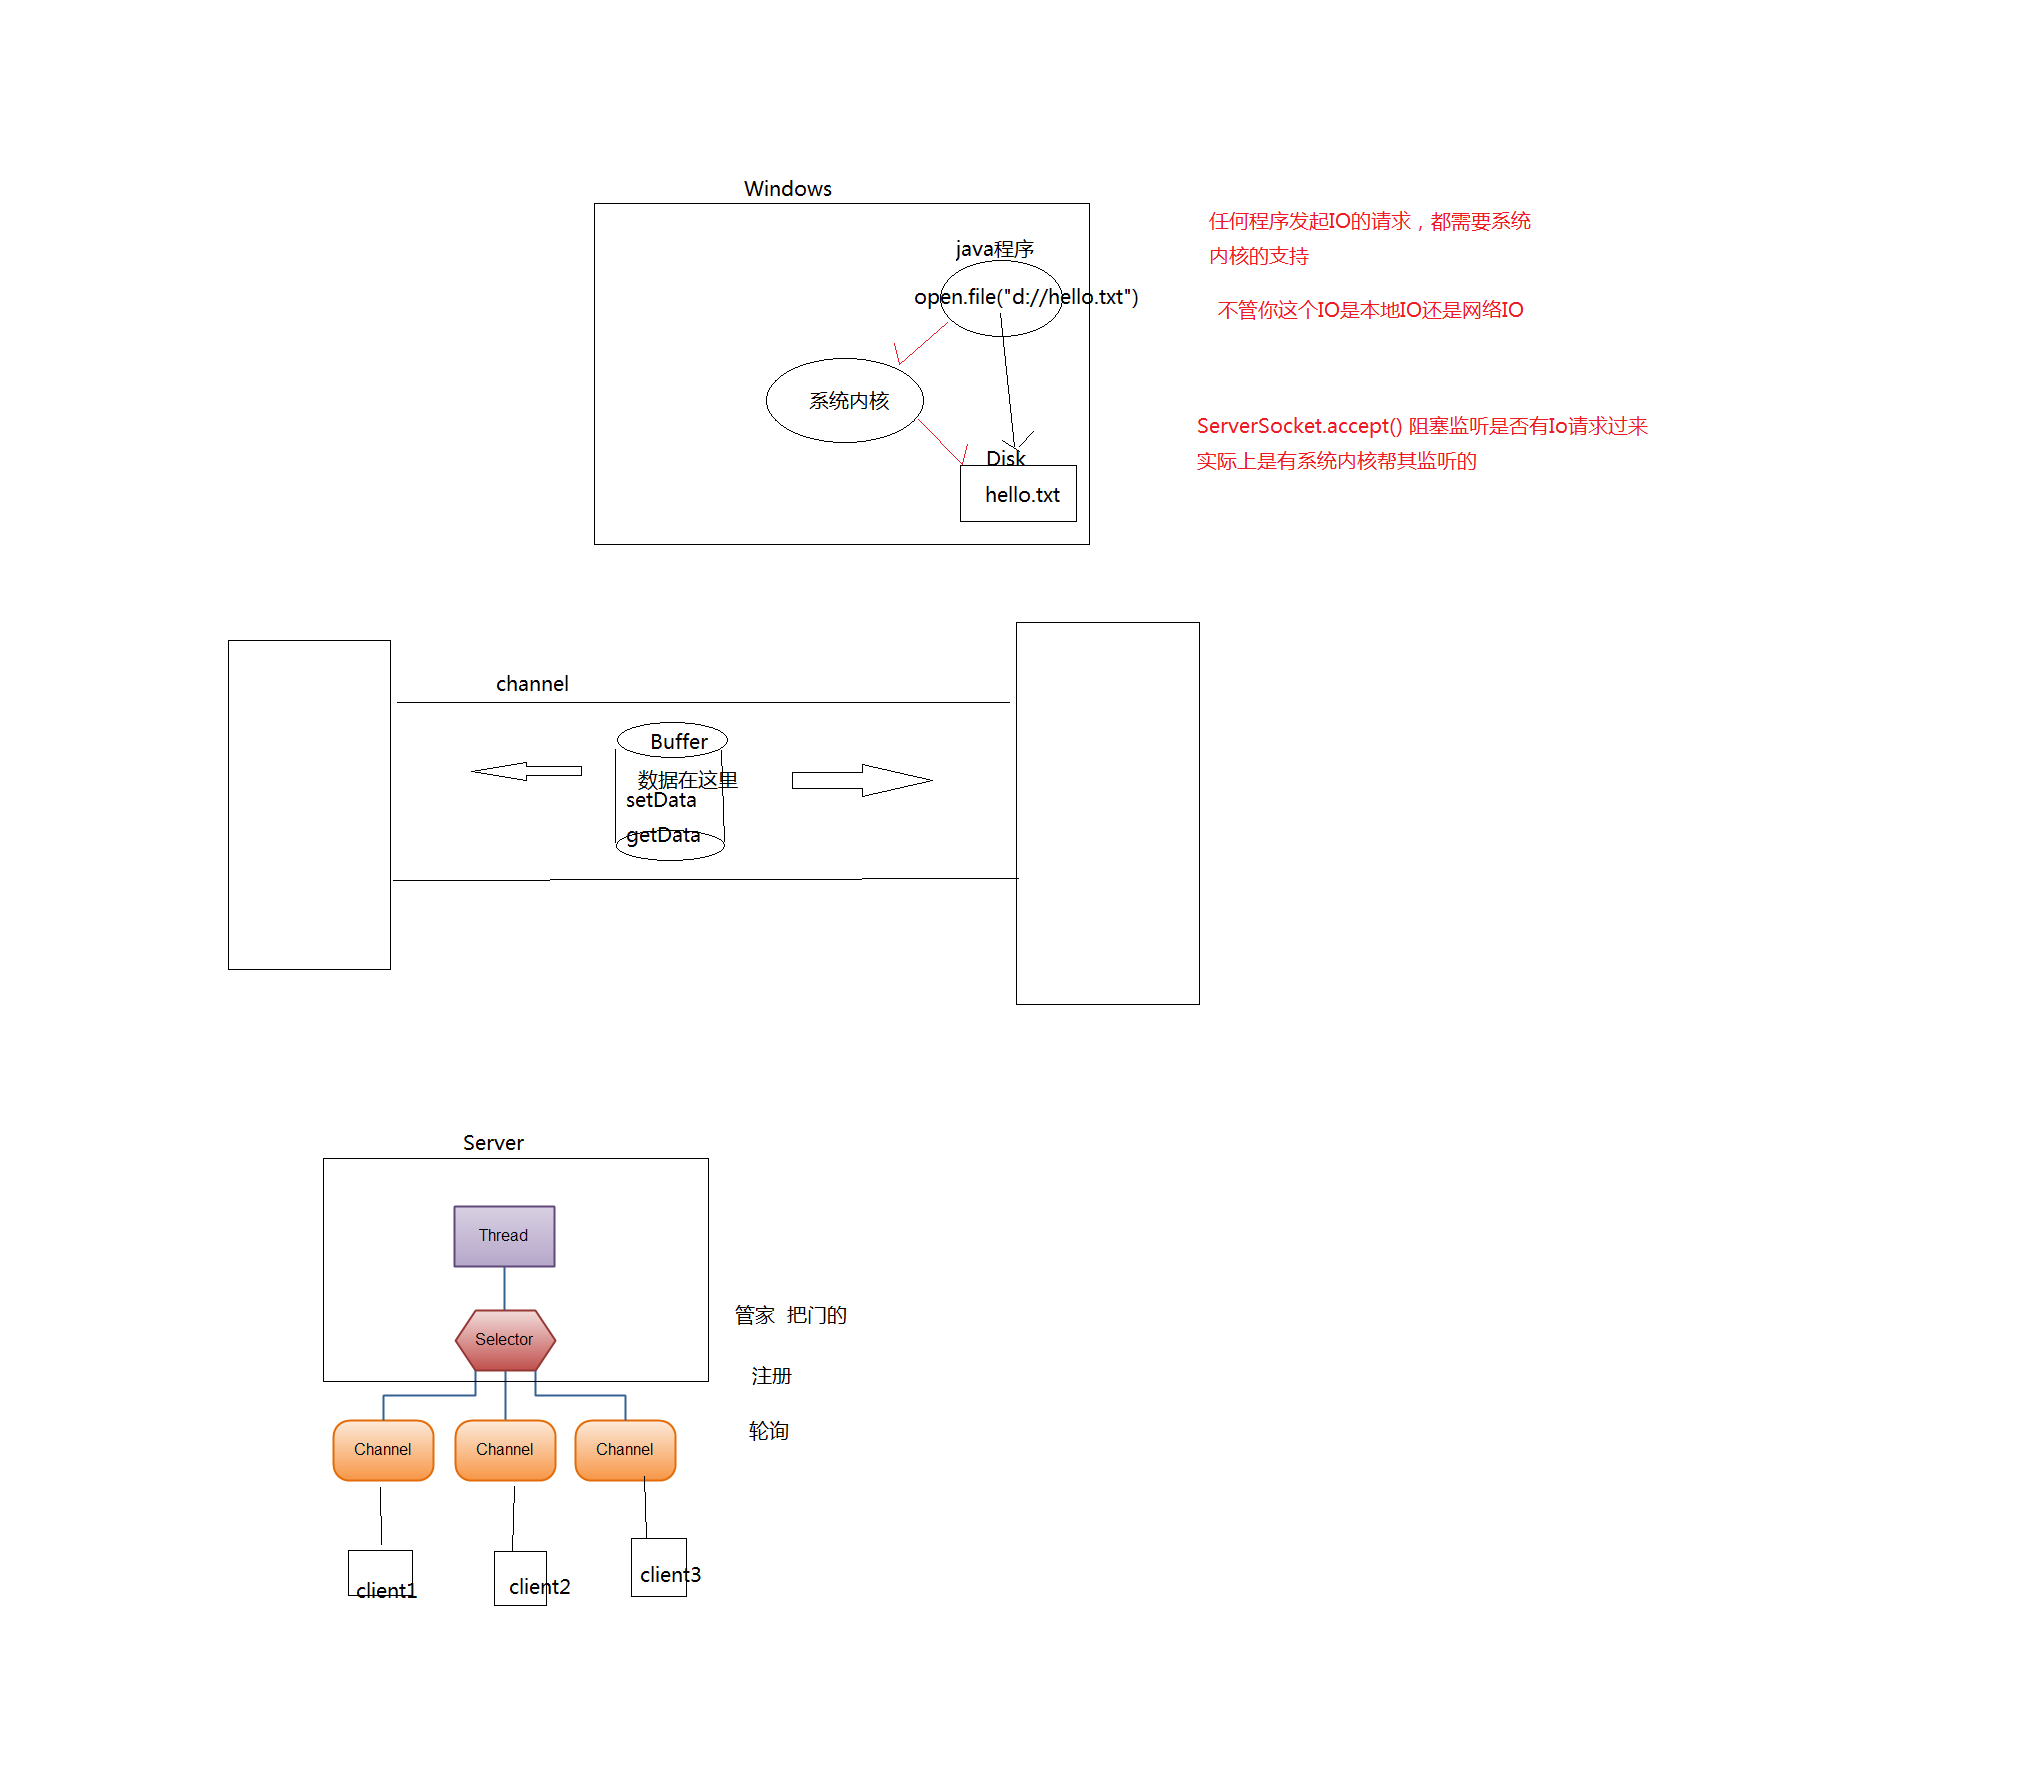 Windows
任何程序发起IO的请求，都需要系统
内核的支持
java程序
open.file("d://hello.txt")
不管你这个IO是本地IO还是网络IO
系统内核
ServerSocket.accept() 阻塞监听是否有Io请求过来
实际上是有系统内核帮其监听的
Disk
hello.txt
channel
Buffer
数据在这里
setData
getData
Server
Thread
Selector
管家 把门的
注册
轮询
Channel
Channel
Channel
client1
client2
client3